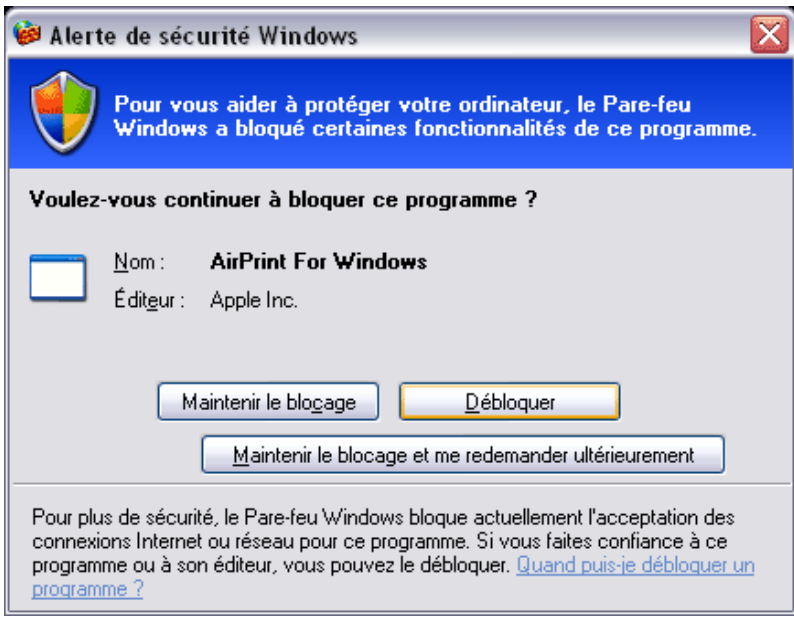 Alerte de sécurité Windows
Pour vous aider à protéger votre ordinateur, le Pare-feu
Windows a bloqué certaines fonctionnalités de ce programme.
Voulez-vous continuer à bloquer ce programme ?
Nom : AirPrint For Windows
Éditeur : Apple Inc.
Maintenir le blocage Débloquer
Maintenir le blocage et me redemander ultérieurement
Pour plus de sécurité, le Pare-feu Windows bloque actuellement l'acceptation des
connexions Internet ou réseau pour ce programme. Si vous faites confiance à ce
programme ou à son éditeur, vous pouvez le débloquer. Quand puis-je débloquer un
programme ?